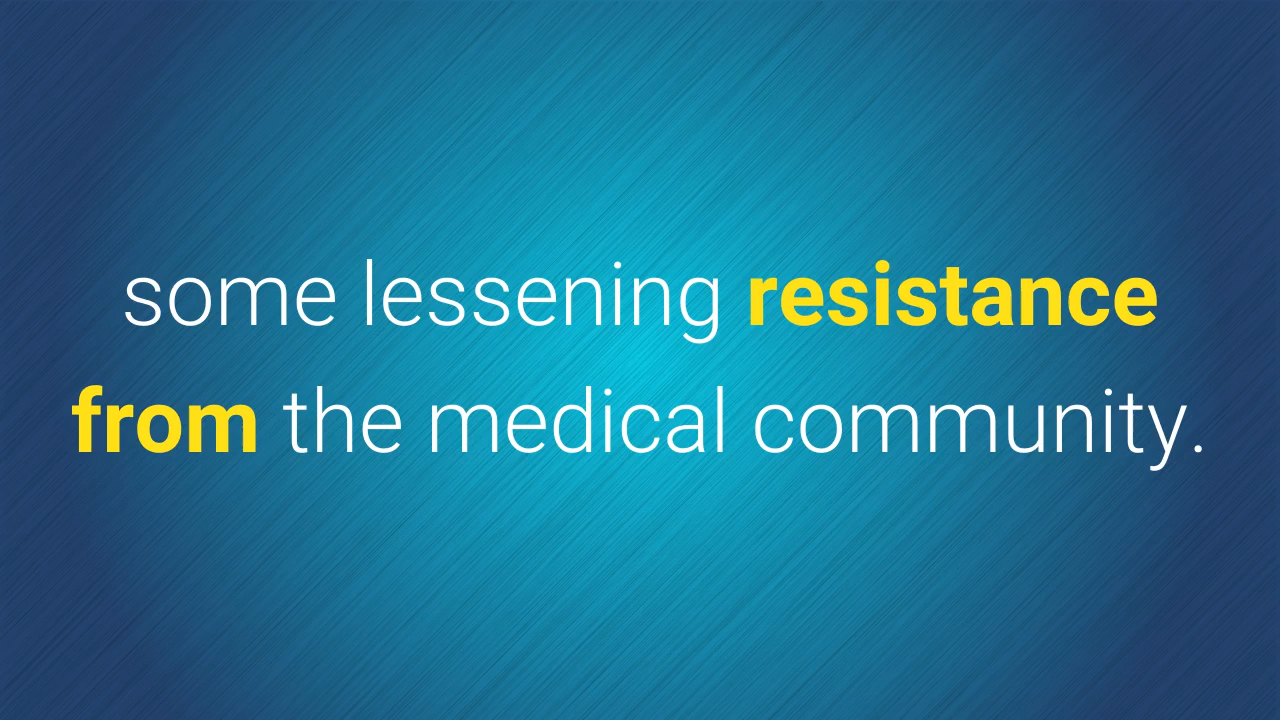 some lessening resistance
from the medical community.